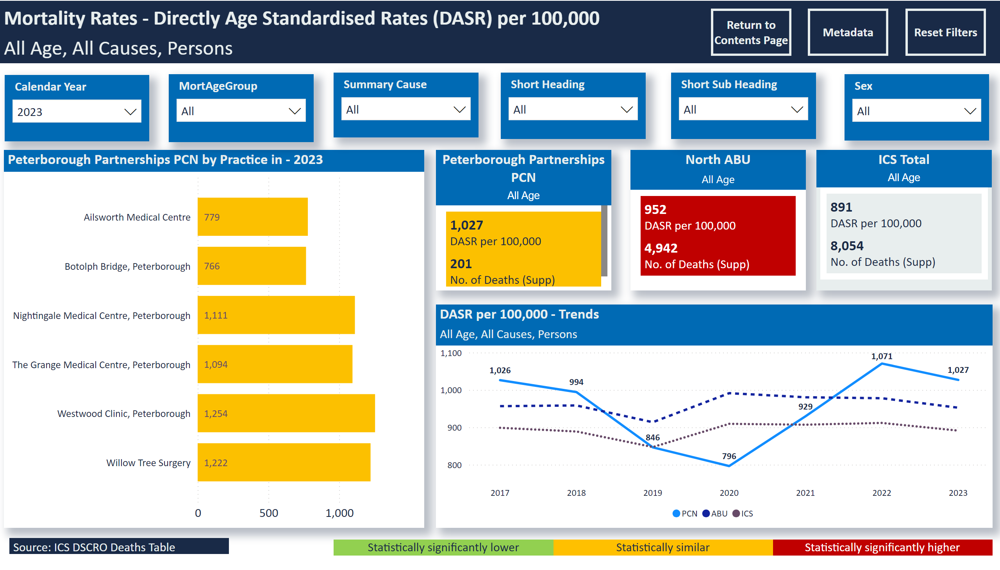 Mortality Rates - Directly Age Standardised Rates (DASR) per 100,000
All Age, All Causes, Persons
Return to
Contents Page
Metadata
Reset Filters
Calendar Year
2023
MortAgeGroup
All
Summary Cause
All
Short Heading
All
Short Sub Heading
All
Sex
All
Peterborough Partnerships PCN by Practice in - 2023
Ailsworth Medical Centre
779
Botolph Bridge, Peterborough
766
Nightingale Medical Centre, Peterborough
1,111
The Grange Medical Centre, Peterborough
1,094
Westwood Clinic, Peterborough
1,254
Willow Tree Surgery
1,222
0
500
1,000
Peterborough Partnerships
PCN
All Age
1,027
DASR per 100,000
201
No. of Deaths (Supp)
North ABU
All Age
952
DASR per 100,000
4,942
No. of Deaths (Supp)
ICS Total
All Age
891
DASR per 100,000
8,054
No. of Deaths (Supp)
DASR per 100,000 - Trends
All Age, All Causes, Persons
1,100
1,000
900
800
1,026
994
846
796
929
1,071
1,027
2017
2018
2019
2020
2021
2022
2023
PCN
ABU
ICS
Source: ICS DSCRO Deaths Table
Statistically significantly lower
Statistically similar
Statistically significantly higher